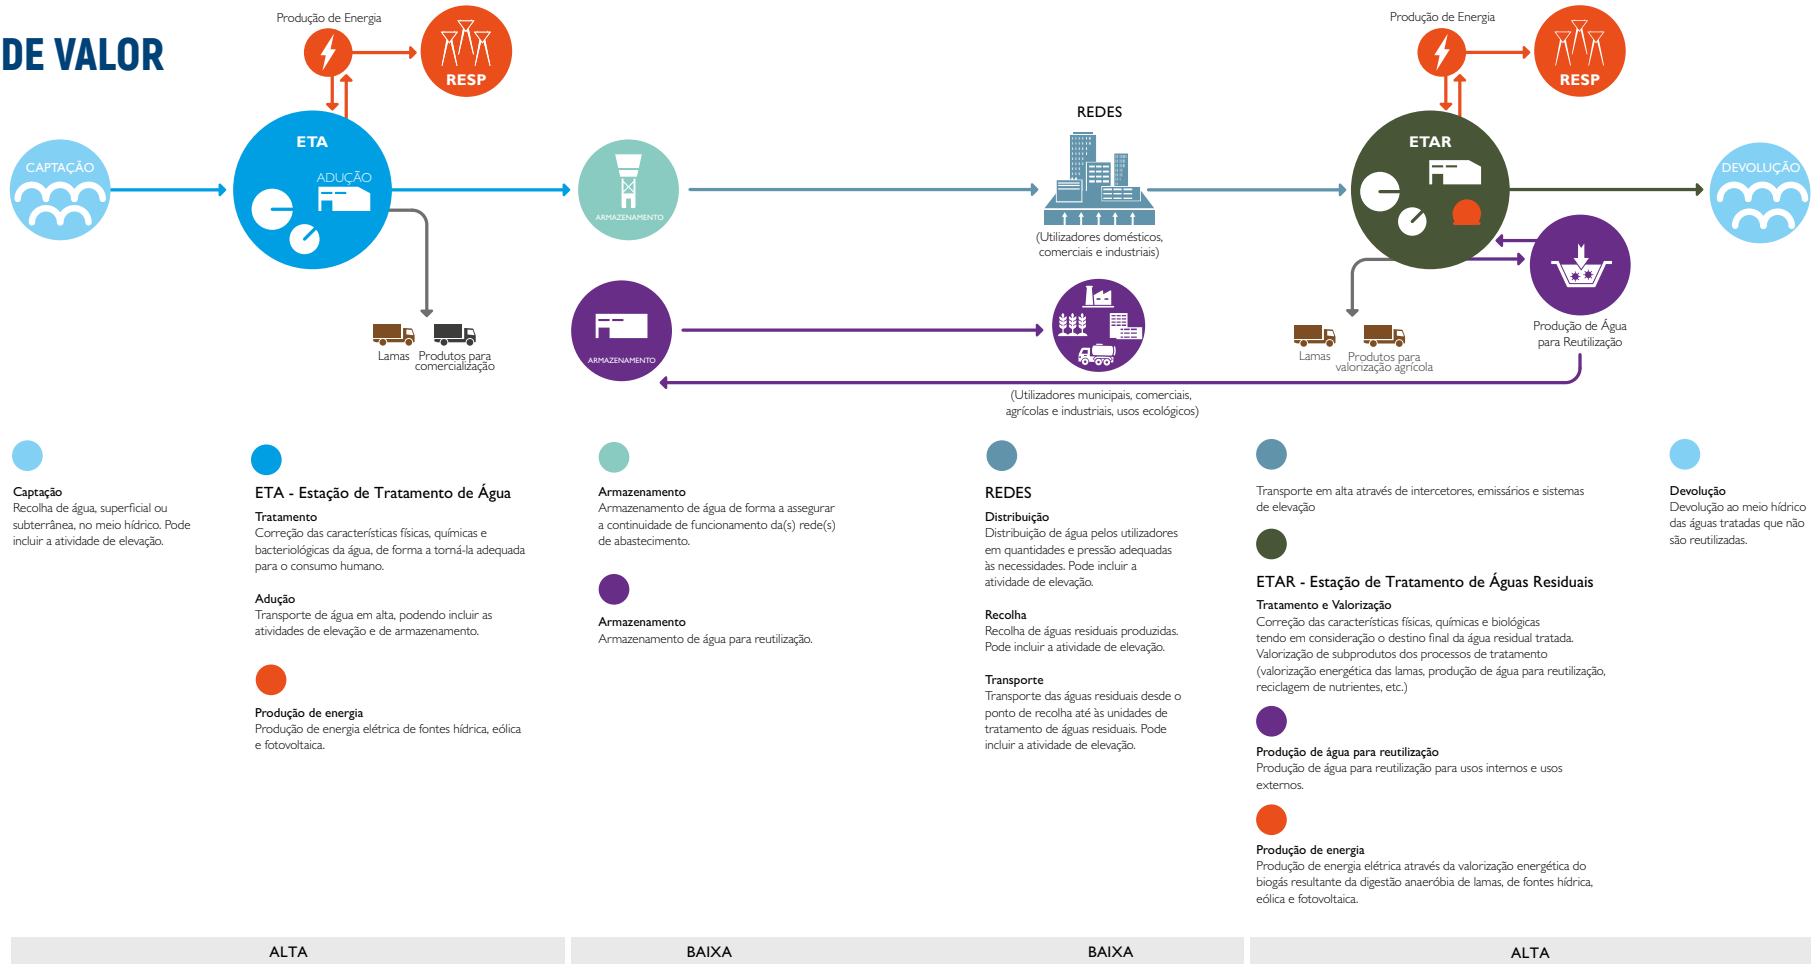 DE VALOR
Produção de Energia
RESP
CAPTAÇÃO
ETA
ADUÇÃO
Lamas
Produtos para
comercialização
ARMAZENAMENTO
REDES
(Utilizadores domésticos,
comerciais e industriais)
ARMAZENAMENTO
(Utilizadores municipais, comerciais,
agrícolas e industriais, usos ecológicos)
Produção de Energia
RESP
ETAR
Lamas
Produtos para
valorização agrícola
Produção de Água
para Reutilização
DEVOLUÇÃO
Captação
Recolha de água, superficial ou
subterrânea, no meio hídrico. Pode
incluir a atividade de elevação.
ETA - Estação de Tratamento de Água
Tratamento
Correção das características físicas, químicas e
bacteriológicas da água, de forma a torná-la adequada
para o consumo humano.
Adução
Transporte de água em alta, podendo incluir as
atividades de elevação e de armazenamento.
Produção de energia
Produção de energia elétrica de fontes hídrica, eólica
e fotovoltaica.
Armazenamento
Armazenamento de água de forma a assegurar
a continuidade de funcionamento da(s) rede(s)
de abastecimento.
Armazenamento
Armazenamento de água para reutilização.
REDES
Distribuição
Distribuição de água pelos utilizadores
em quantidades e pressão adequadas
às necessidades. Pode incluir a
atividade de elevação.
Recolha
Recolha de águas residuais produzidas.
Pode incluir a atividade de elevação.
Transporte
Transporte das águas residuais desde o
ponto de recolha até às unidades de
tratamento de águas residuais. Pode
incluir a atividade de elevação.
Transporte em alta através de intercetores, emissários e sistemas
de elevação
ETAR - Estação de Tratamento de Águas Residuais
Tratamento e Valorização
Correção das características físicas, químicas e biológicas
tendo em consideração o destino final da água residual tratada.
Valorização de subprodutos dos processos de tratamento
(valorização energética das lamas, produção de água para reutilização,
reciclagem de nutrientes, etc.)
Produção de água para reutilização
Produção de água para reutilização para usos internos e usos
externos.
Produção de energia
Produção de energia elétrica através da valorização energética do
biogás resultante da digestão anaeróbia de lamas, de fontes hídrica,
eólica e fotovoltaica.
Devolução
Devolução ao meio hídrico
das águas tratadas que não
são reutilizadas.
ALTA
BAIXA
BAIXA
ALTA